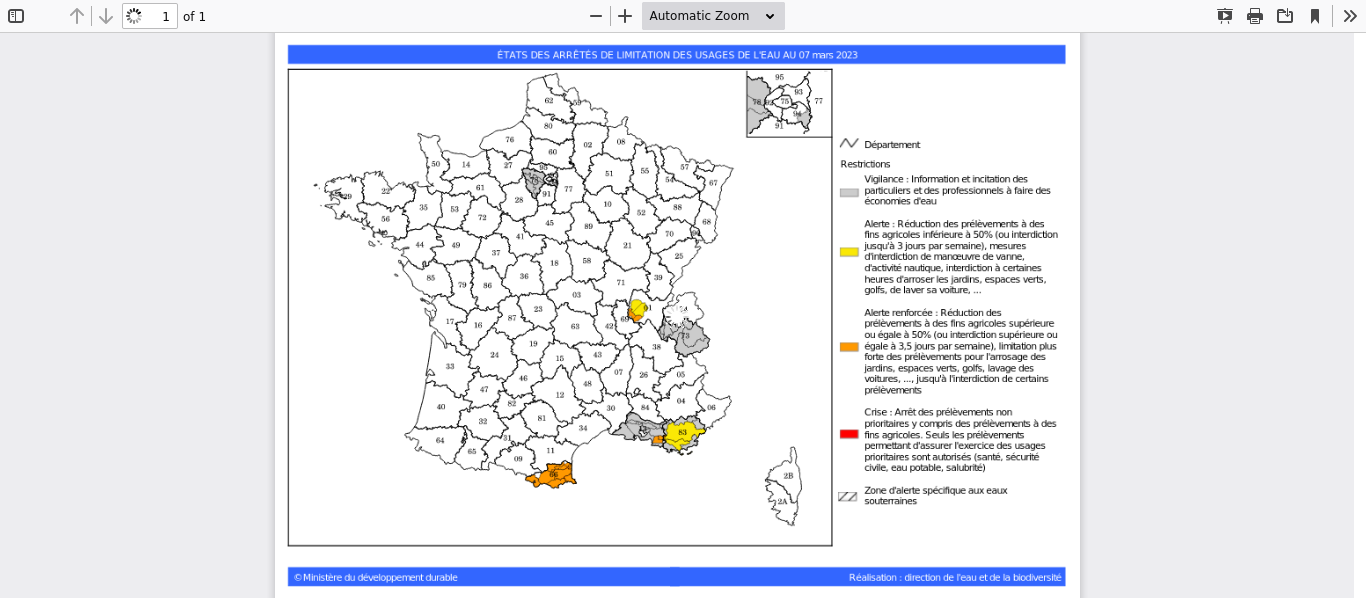 1 of 1
Automatic Zoom
ÉTATS DES ARRÊTÉS DE LIMITATION DES USAGES DE L'EAU AU 07 mars 2023
95
93
78 92 75 77
94
91
62 59
80
76 02 08
60
50 14 27 95 51 55 57
54 67
61 78 77
29 22 28 91
35 53 10 52 88
56 72 45 89 68
41 70 90
44 49 21
37 25
18 58
85 79 86 36 71 39
03
23 01 74
17 16 87 69
63 42 73
19 38
24 15 43
33 07 26 05
46 48
47 12
40 82 30 84 04 06
32 81 34 13 83
64 31
65 09 11
66
2B
2A
Département
Restrictions
Vigilance : Information et incitation des
particuliers et des professionnels à faire des
économies d'eau
Alerte : Réduction des prélèvements à des
fins agricoles inférieure à 50% (ou interdiction
jusqu'à 3 jours par semaine), mesures
d'interdiction de manœuvre de vanne,
d'activité nautique, interdiction à certaines
heures d'arroser les jardins, espaces verts,
golfs, de laver sa voiture, ...
Alerte renforcée : Réduction des
prélèvements à des fins agricoles supérieure
ou égale à 50% (ou interdiction supérieure ou
égale à 3,5 jours par semaine), limitation plus
forte des prélèvements pour l'arrosage des
jardins, espaces verts, golfs, lavage des
voitures, ..., jusqu'à l'interdiction de certains
prélèvements
Crise : Arrêt des prélèvements non
prioritaires y compris des prélèvements à des
fins agricoles. Seuls les prélèvements
permettant d'assurer l'exercice des usages
prioritaires sont autorisés (santé, sécurité
civile, eau potable, salubrité)
Zone d'alerte spécifique aux eaux
souterraines
©Ministère du développement durable
Réalisation : direction de l'eau et de la biodiversité